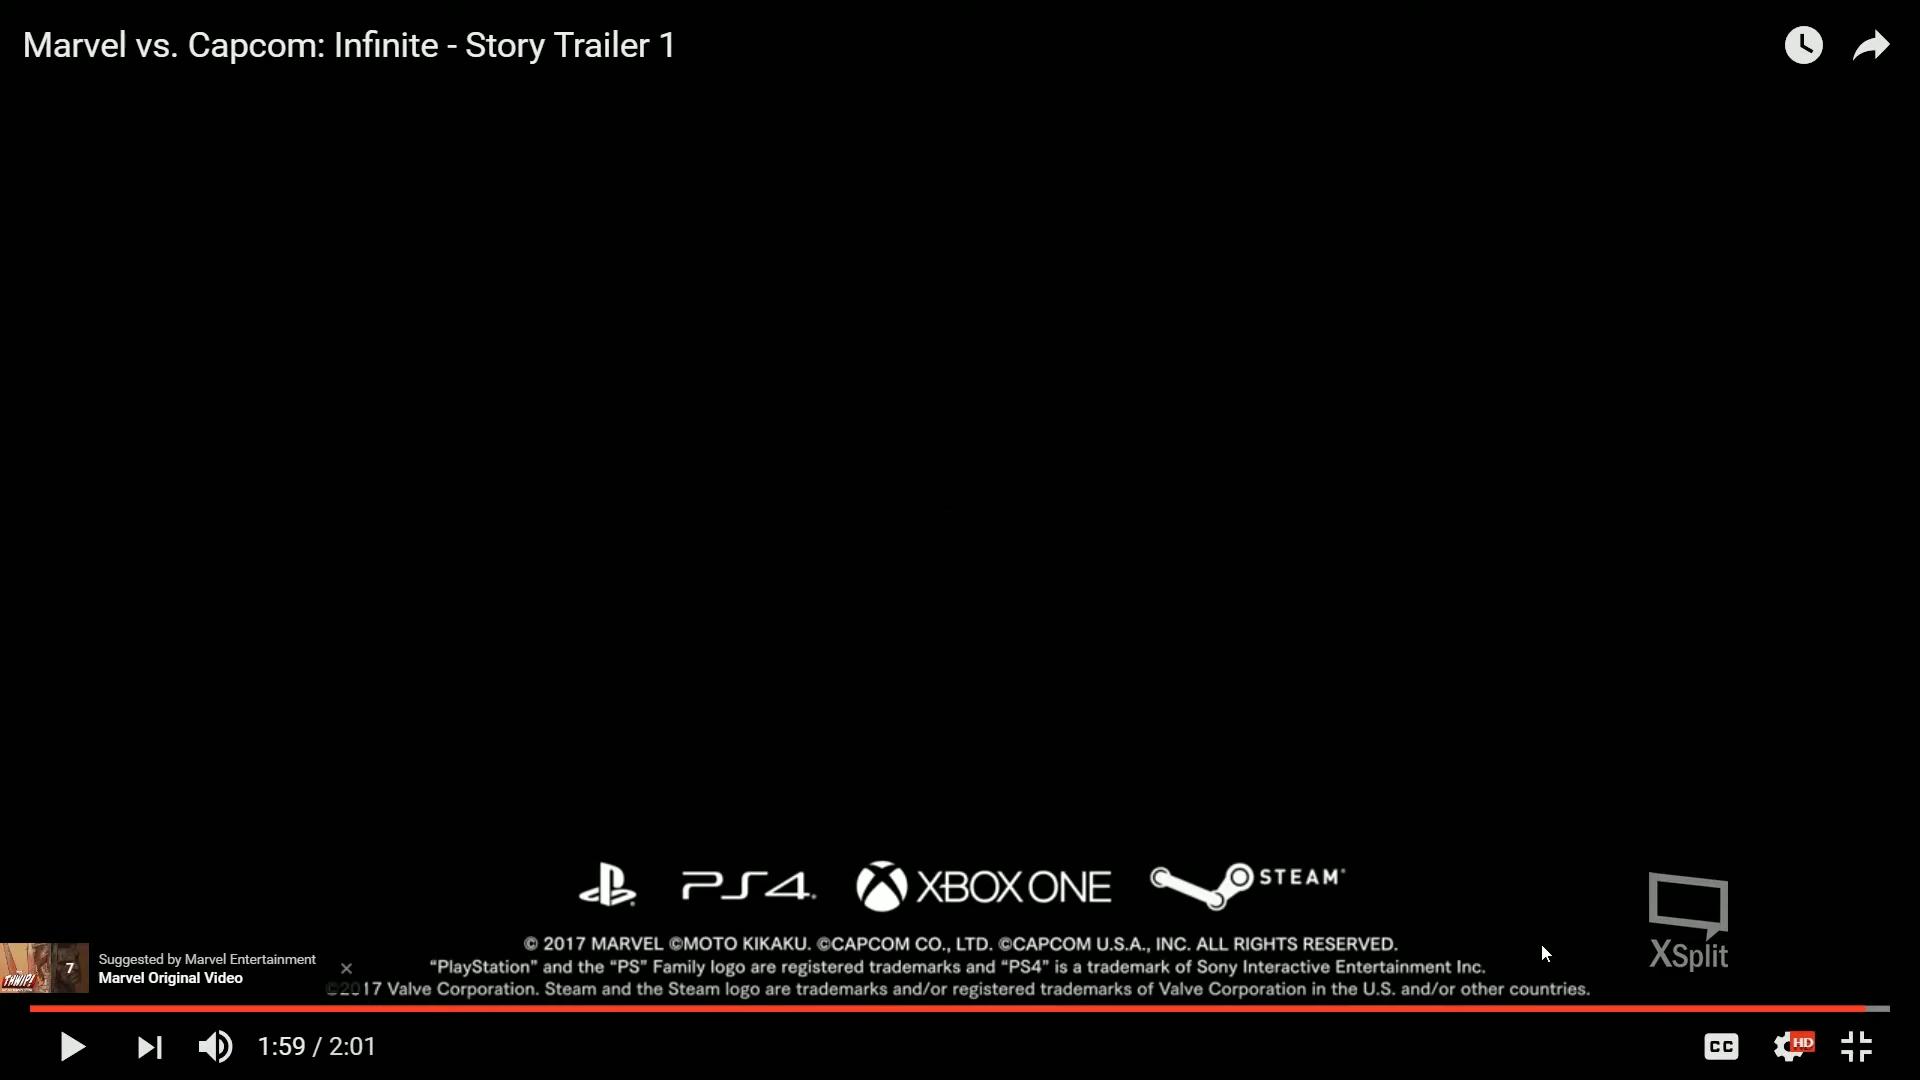 Marvel vs. Capcom: Infinite - Story Trailer 1
PS4
XBOX ONE
STEAM
XSplit
© 2017 MARVEL ©MOTO KIKAKU. ©CAPCOM CO., LTD. ©CAPCOM U.S.A., INC. ALL RIGHTS RESERVED.
“PlayStation” and the “PS” Family logo are registered trademarks and “PS4” is a trademark of Sony Interactive Entertainment Inc.
©2017 Valve Corporation. Steam and the Steam logo are trademarks and/or registered trademarks of Valve Corporation in the U.S. and/or other countries.
THWIP!
7
Suggested by Marvel Entertainment
Marvel Original Video
1:59 / 2:01
CC
HD